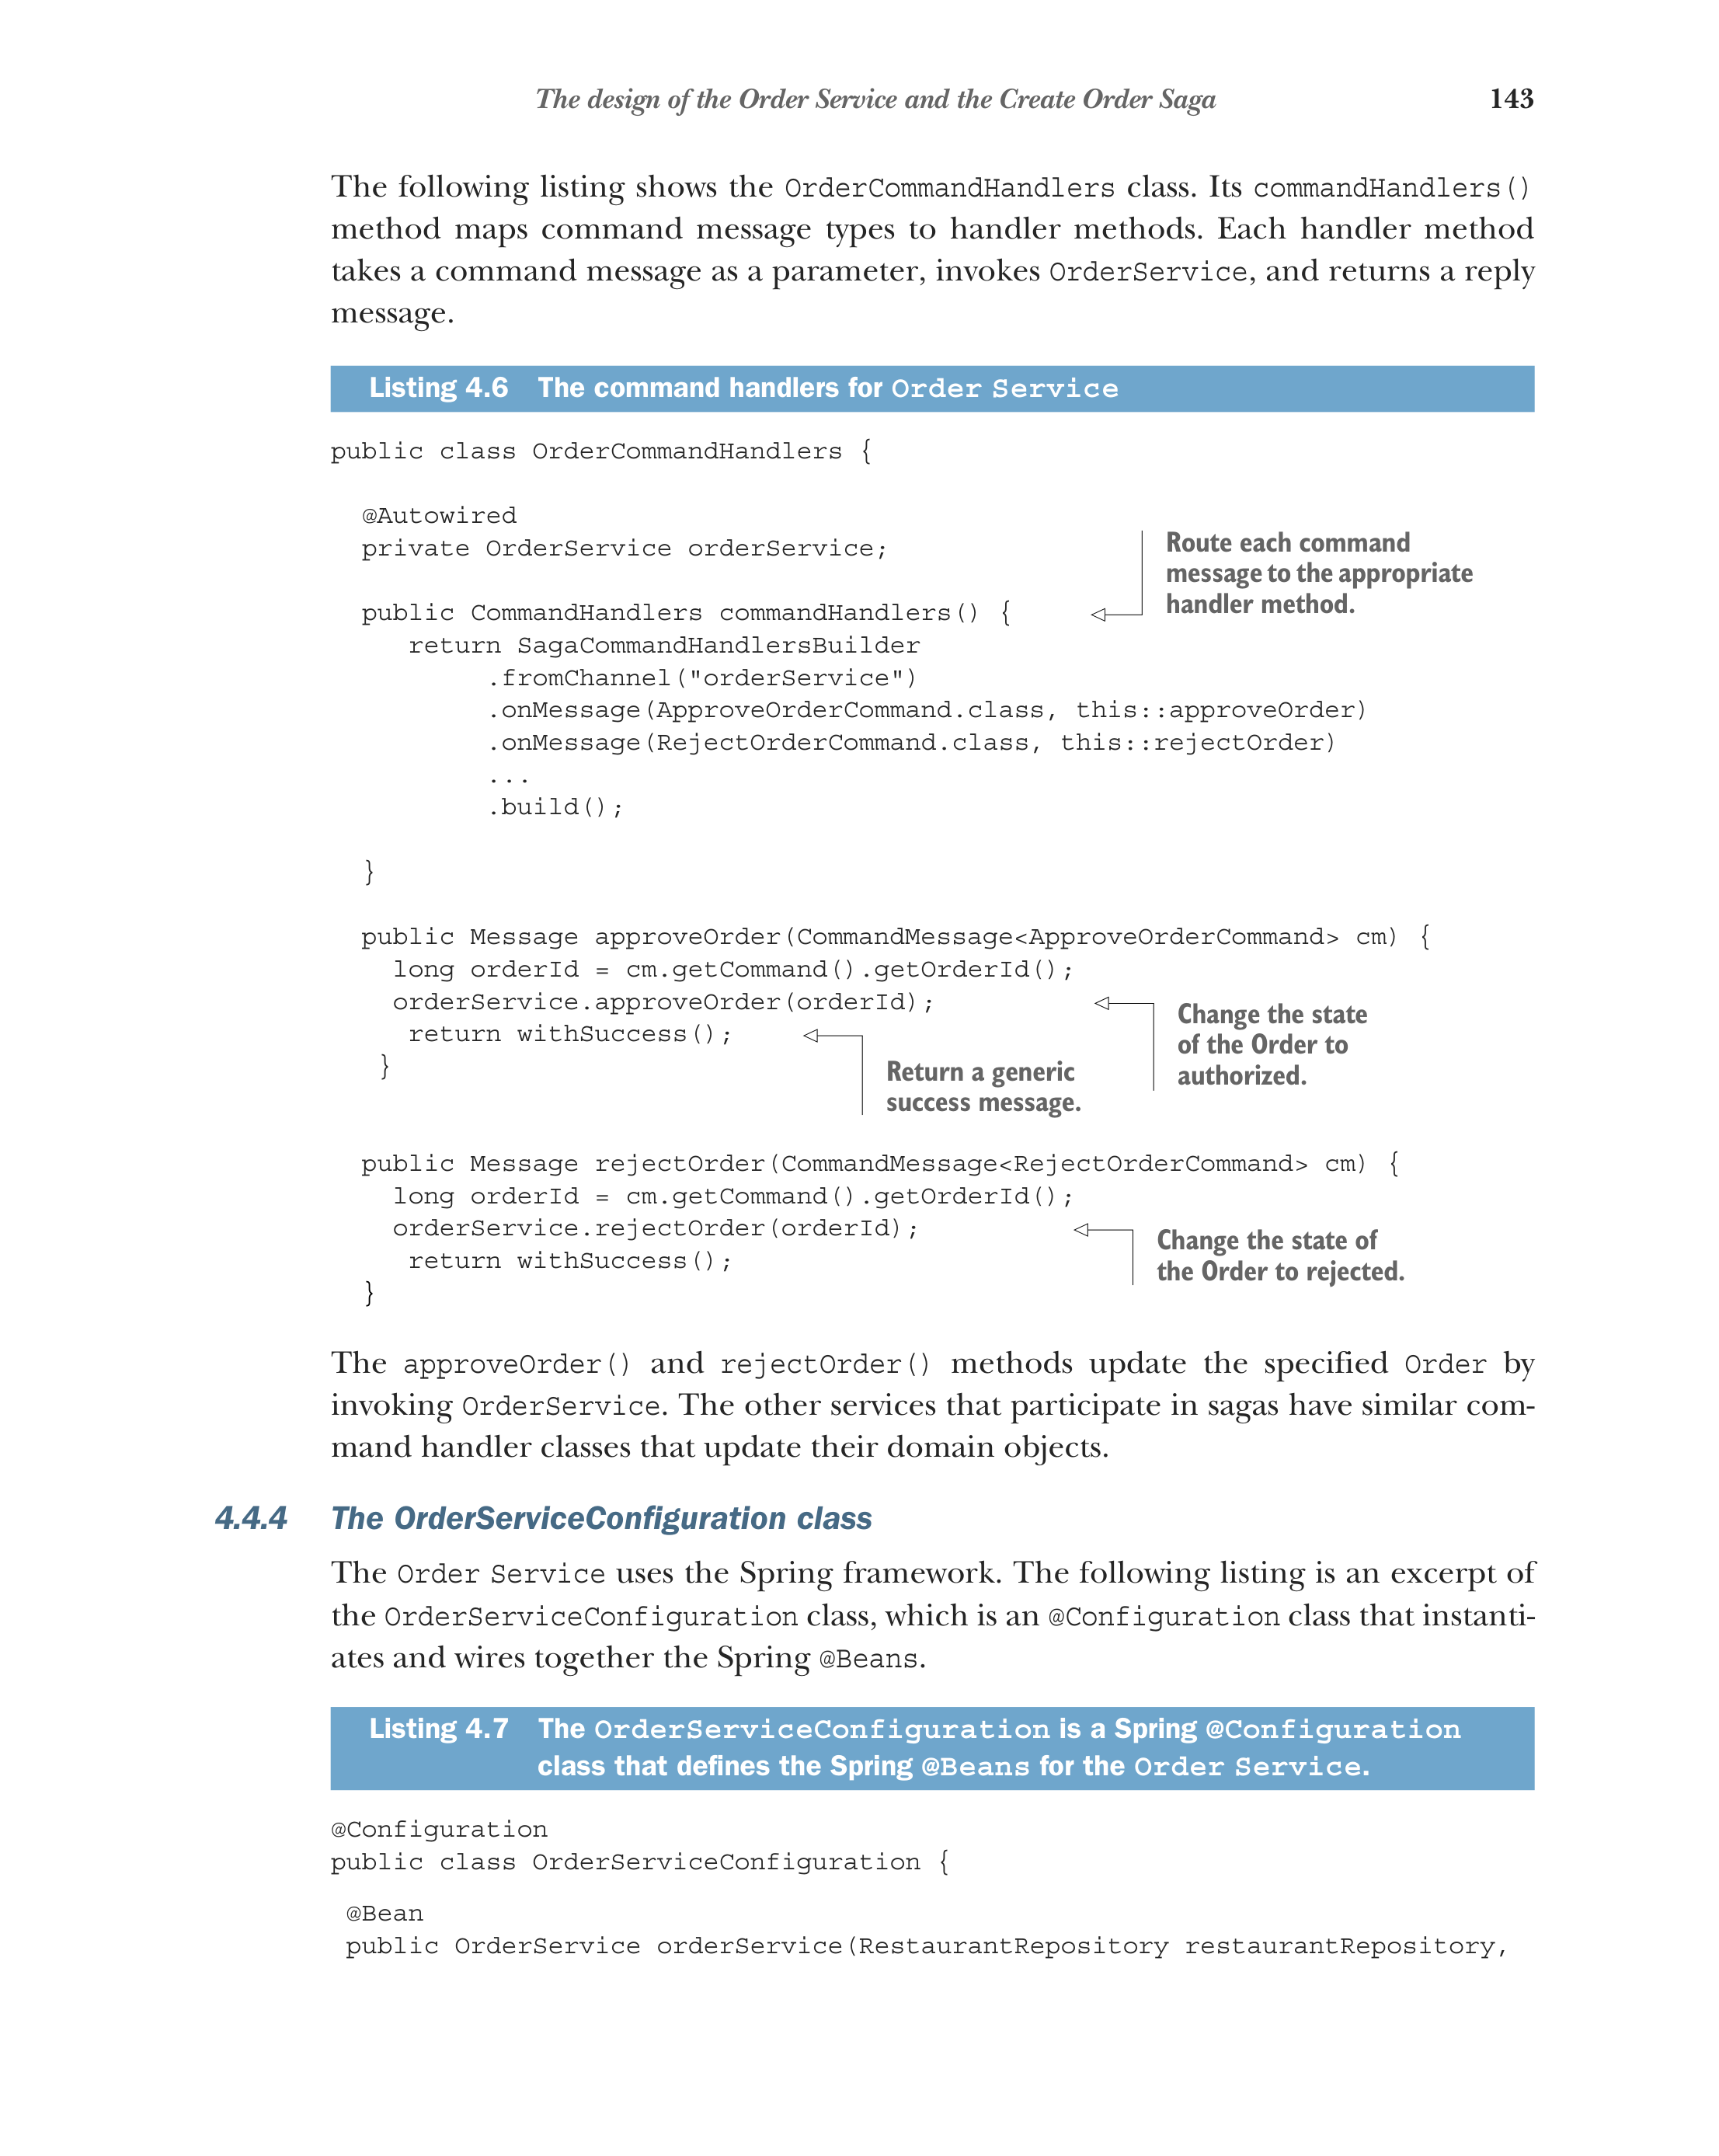 The design of the Order Service and the Create Order Saga 143
The following listing shows the OrderCommandHandlers class. Its commandHandlers()
method maps command message types to handler methods. Each handler method
takes a command message as a parameter, invokes OrderService, and returns a reply
message.
Listing 4.6 The command handlers for Order Service
public class OrderCommandHandlers {
@Autowired
private OrderService orderService;
Route each command
message to the appropriate
handler method.
public CommandHandlers commandHandlers() {
return SagaCommandHandlersBuilder
.fromChannel("orderService")
.onMessage(ApproveOrderCommand.class, this::approveOrder)
.onMessage(RejectOrderCommand.class, this::rejectOrder)
...
.build();
}
public Message approveOrder(CommandMessage<ApproveOrderCommand> cm) {
long orderId = cm.getCommand().getOrderId();
orderService.approveOrder(orderId);
Change the state
of the Order to
authorized.
return withSuccess();
Return a generic
success message.
}
public Message rejectOrder(CommandMessage<RejectOrderCommand> cm) {
long orderId = cm.getCommand().getOrderId();
orderService.rejectOrder(orderId);
Change the state of
the Order to rejected.
return withSuccess();
}
The approveOrder() and rejectOrder() methods update the specified Order by
invoking OrderService. The other services that participate in sagas have similar com-
mand handler classes that update their domain objects.
4.4.4 The OrderServiceConfiguration class
The Order Service uses the Spring framework. The following listing is an excerpt of
the OrderServiceConfiguration class, which is an @Configuration class that instanti-
ates and wires together the Spring @Beans.
Listing 4.7 The OrderServiceConfiguration is a Spring @Configuration
class that defines the Spring @Beans for the Order Service.
@Configuration
public class OrderServiceConfiguration {
@Bean
public OrderService orderService(RestaurantRepository restaurantRepository,